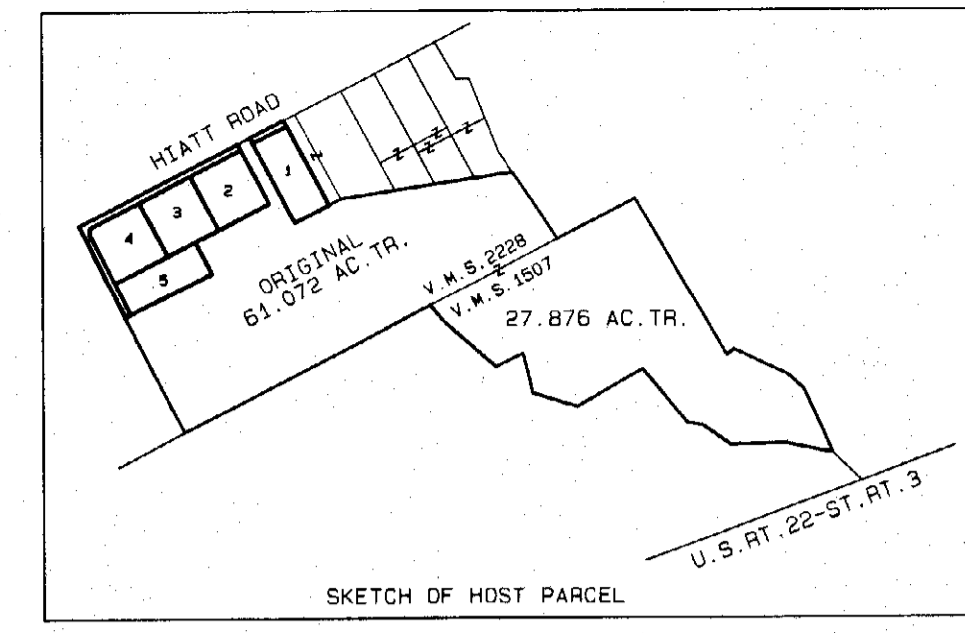 HIATT ROAD
1
2
3
4
5
Z
Z
Z
Z
Z
ORIGINAL
61.072 AC.TR.
V.M.S.2228
Z
V.M.S.1507
27.876 AC.TR.
U.S.RT.22-ST.RT.3
SKETCH OF HOST PARCEL